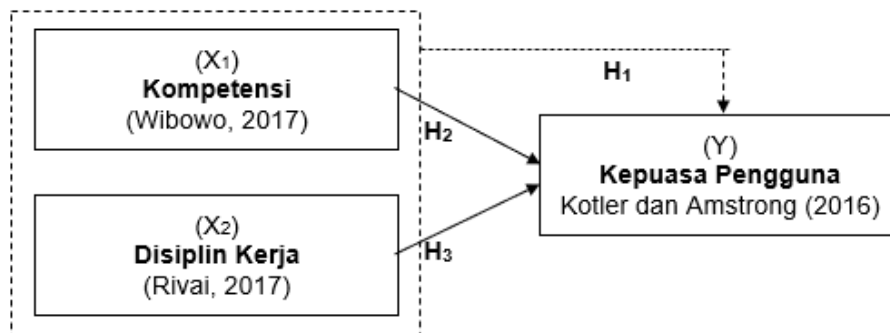 (X1)
Kompetensi
(Wibowo, 2017)
H1
H2
(Y)
Kepuasa Pengguna
Kotler dan Amstrong (2016)
(X2)
Disiplin Kerja
(Rivai, 2017)
H3